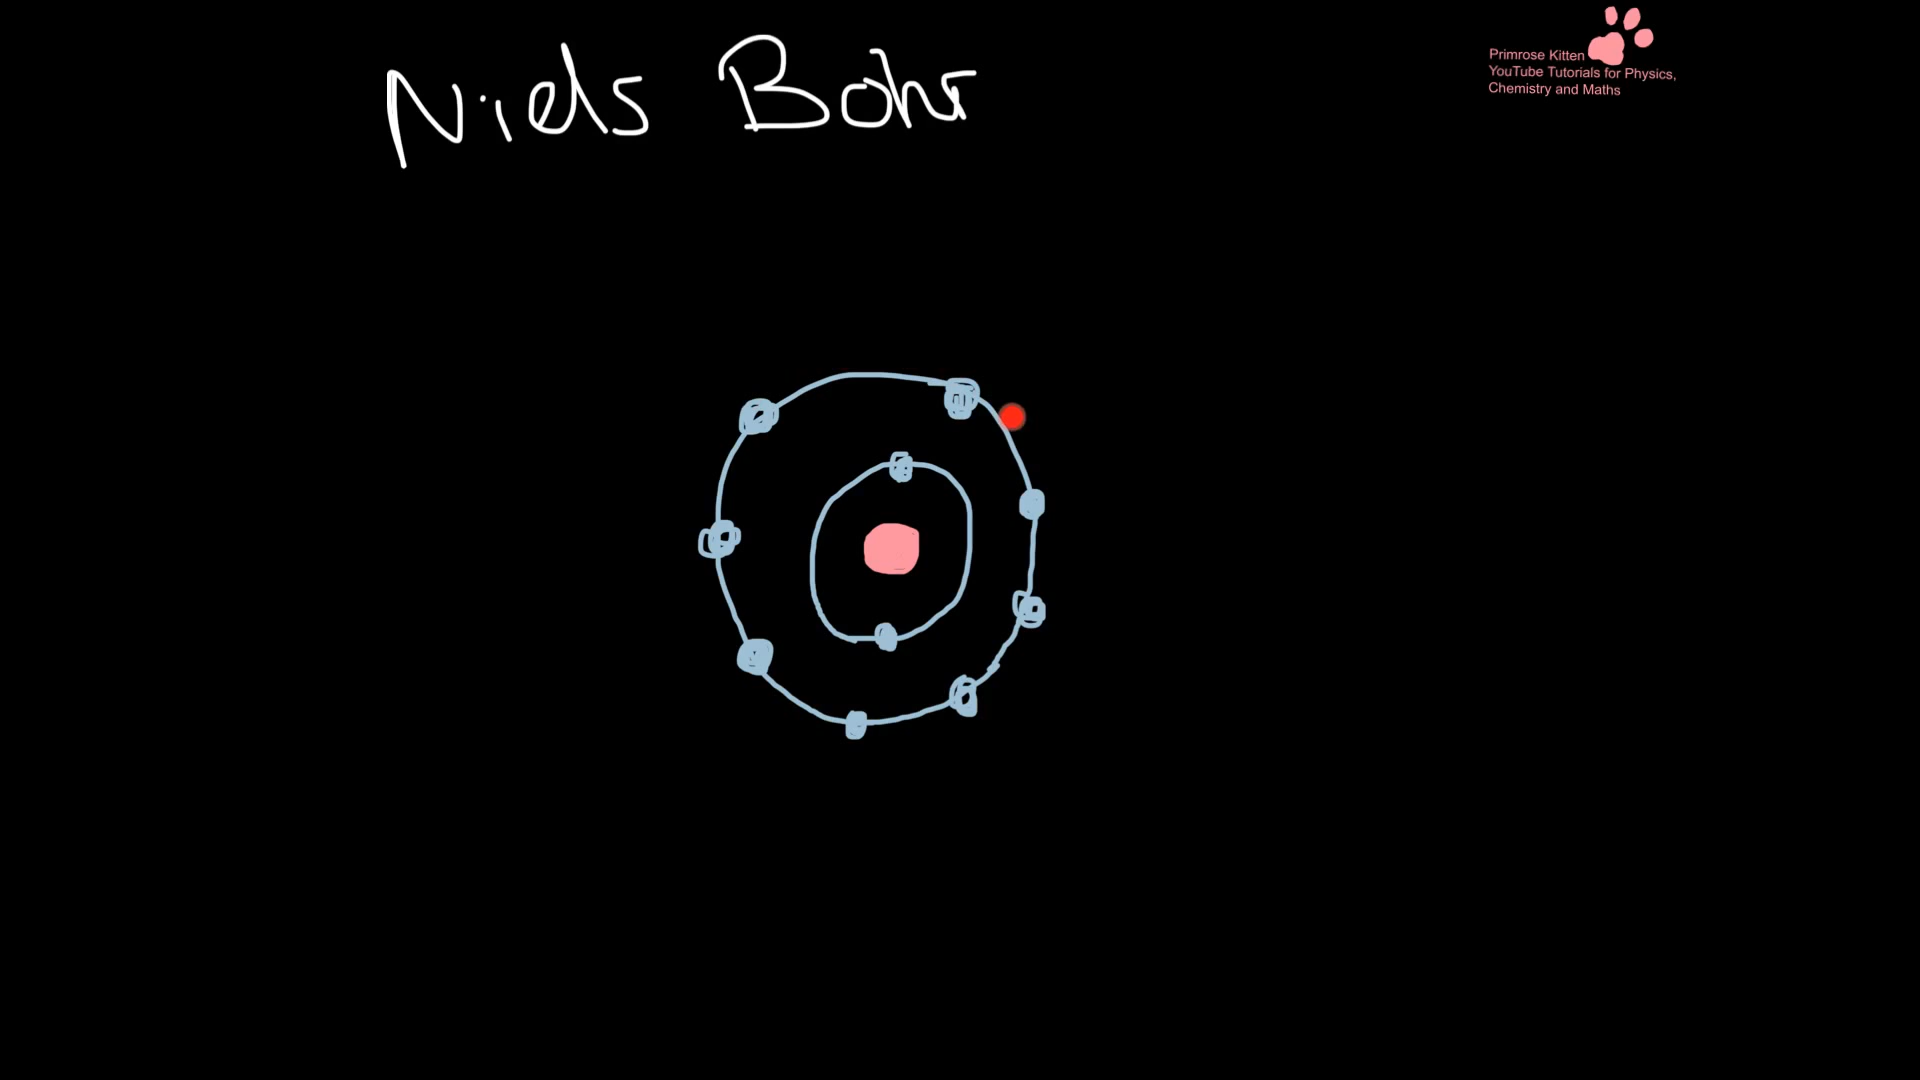 Niels Bohr
Primrose Kitten
YouTube Tutorials for Physics,
Chemistry and Maths